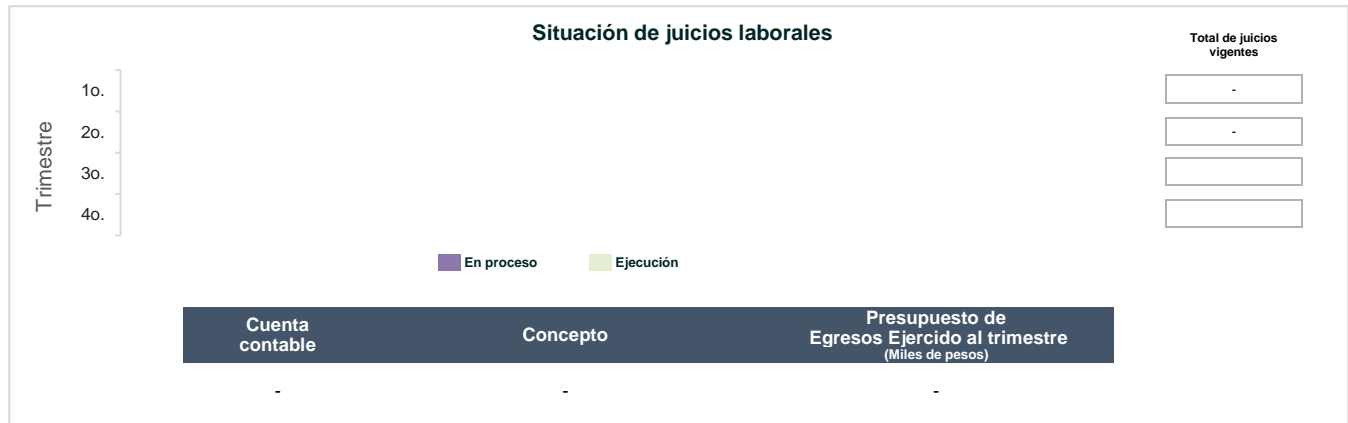 Situación de juicios laborales
Total de juicios
vigentes
Trimestre
1o.
-
2o.
-
3o.
4o.
En proceso
Ejecución
Cuenta
contable
Concepto
Presupuesto de
Egresos Ejercido al trimestre
(Miles de pesos)
-
-
-